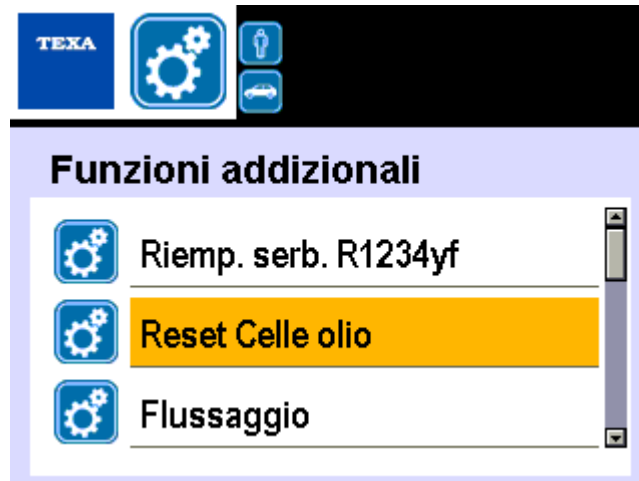 TEXA
Funzioni addizionali
Riemp. serb. R1234yf
Reset Celle olio
Flussaggio